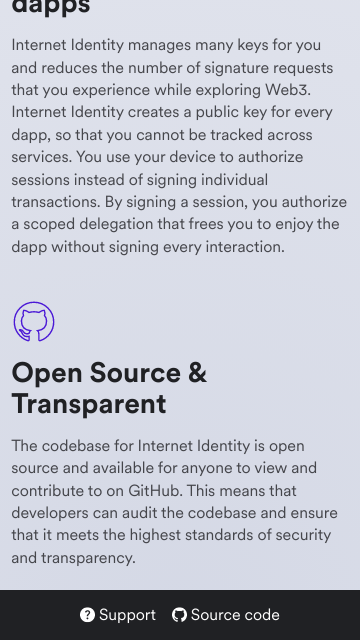 dapps
Internet Identity manages many keys for you
and reduces the number of signature requests
that you experience while exploring Web3.
Internet Identity creates a public key for every
dapp, so that you cannot be tracked across
services. You use your device to authorize
sessions instead of signing individual
transactions. By signing a session, you authorize
a scoped delegation that frees you to enjoy the
dapp without signing every interaction.
Open Source &
Transparent
The codebase for Internet Identity is open
source and available for anyone to view and
contribute to on GitHub. This means that
developers can audit the codebase and ensure
that it meets the highest standards of security
and transparency.
Support Source code